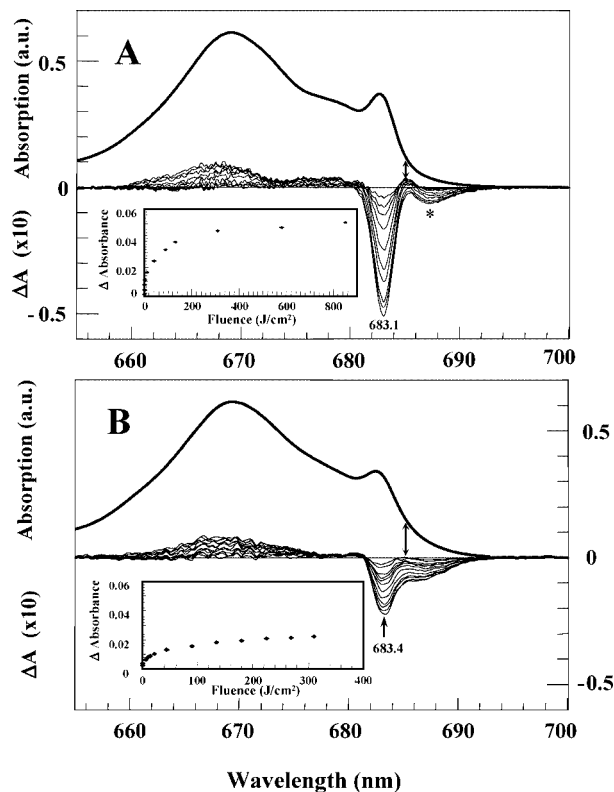 A
Absorption (a.u.)
0.5
0
ΔA (x10)
- 0.5
Δ Absorbance
0.06
0.04
0.02
0
0 200 400 600 800
Fluence (J/cm²)
*
683.1
660 670 680 690 700
B
Absorption (a.u.)
0.5
0
ΔA (x10)
-0.5
Δ Absorbance
0.06
0.04
0.02
0
0 100 200 300
Fluence (J/cm²)
683.4
660 670 680 690 700
Wavelength (nm)